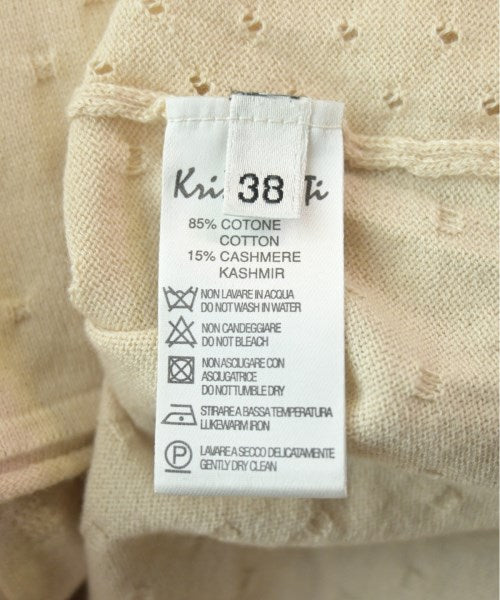 38
85% COTONE
COTTON
15% CASHMERE
KASHMIR
NON LAVARE IN ACQUA
DO NOT WASH IN WATER
NON CANDEGGIARE
DO NOT BLEACH
NON ASCIUGARE CON
ASCIUGATRICE
DO NOT TUMBLE DRY
STIRARE A BASSA TEMPERATURA
LUKEWARM IRON
P
LAVARE A SECCO DELICATAMENTE
GENTLY DRY CLEAN